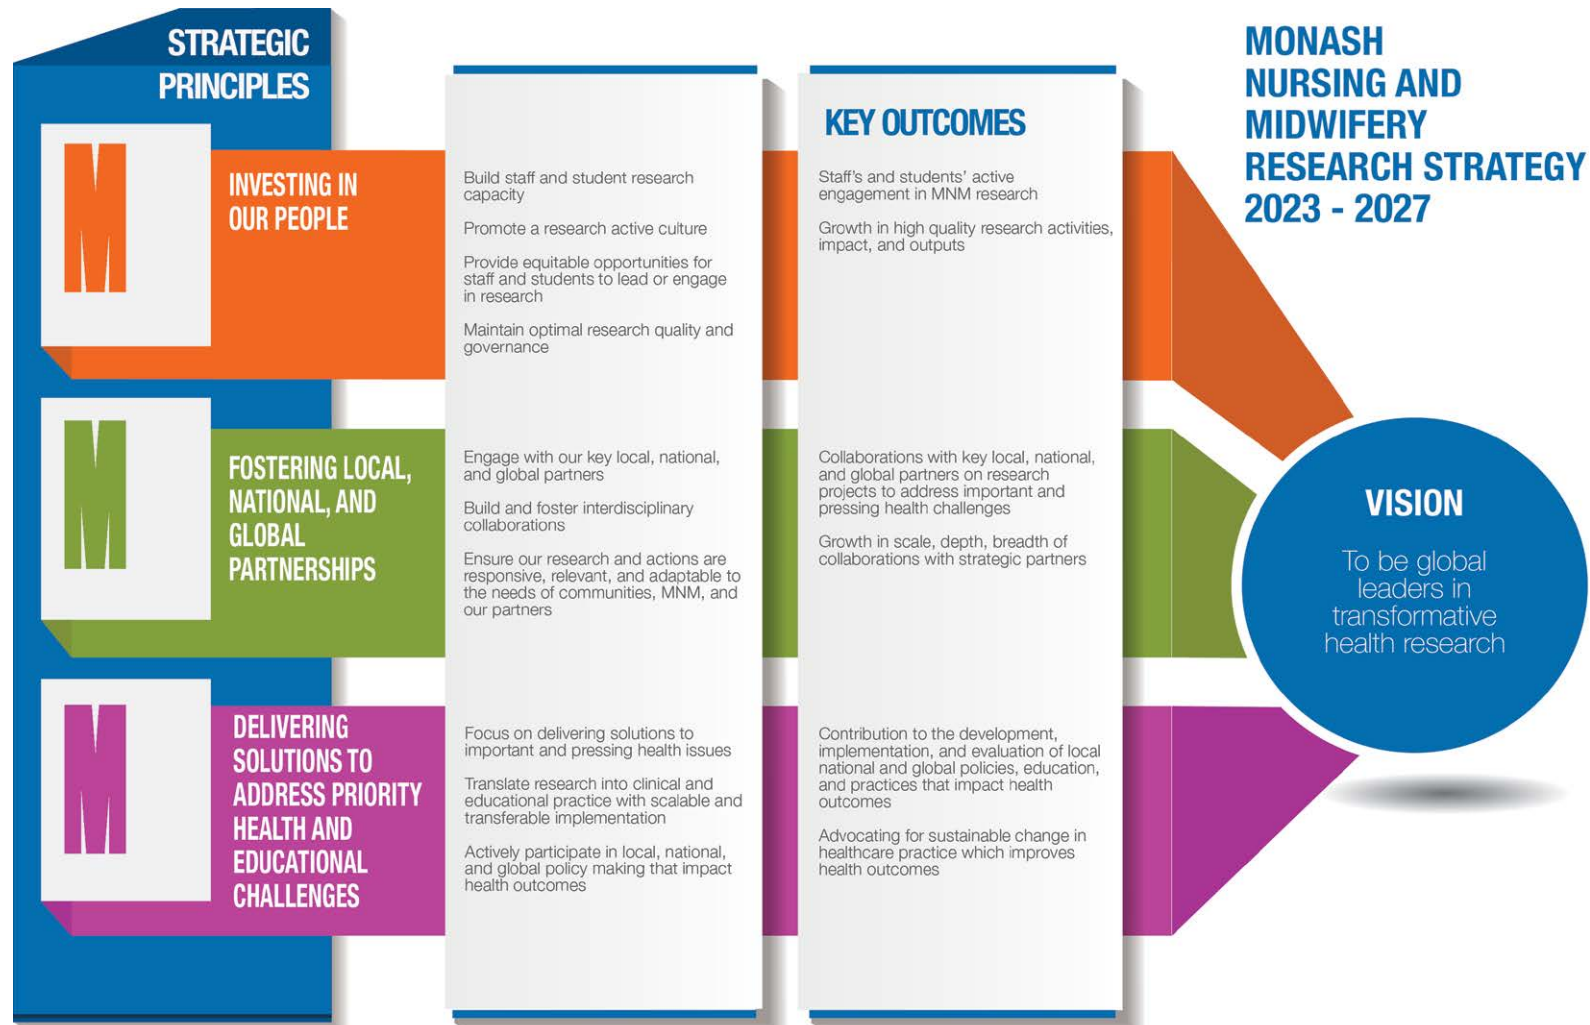 STRATEGIC
PRINCIPLES
MONASH
NURSING AND
MIDWIFERY
RESEARCH STRATEGY
2023 - 2027
KEY OUTCOMES
M
INVESTING IN
OUR PEOPLE
Build staff and student research
capacity
Promote a research active culture
Provide equitable opportunities for
staff and students to lead or engage
in research
Maintain optimal research quality and
governance
Staff's and students' active
engagement in MNM research
Growth in high quality research activities,
impact, and outputs
M
FOSTERING LOCAL,
NATIONAL, AND
GLOBAL
PARTNERSHIPS
Engage with our key local, national,
and global partners
Build and foster interdisciplinary
collaborations
Ensure our research and actions are
responsive, relevant, and adaptable to
the needs of communities, MNM, and
our partners
Collaborations with key local, national,
and global partners on research
projects to address important and
pressing health challenges
Growth in scale, depth, breadth of
collaborations with strategic partners
M
DELIVERING
SOLUTIONS TO
ADDRESS PRIORITY
HEALTH AND
EDUCATIONAL
CHALLENGES
Focus on delivering solutions to
important and pressing health issues
Translate research into clinical and
educational practice with scalable and
transferable implementation
Actively participate in local, national,
and global policy making that impact
health outcomes
Contribution to the development,
implementation, and evaluation of local
national and global policies, education,
and practices that impact health
outcomes
Advocating for sustainable change in
healthcare practice which improves
health outcomes
VISION
To be global
leaders in
transformative
health research